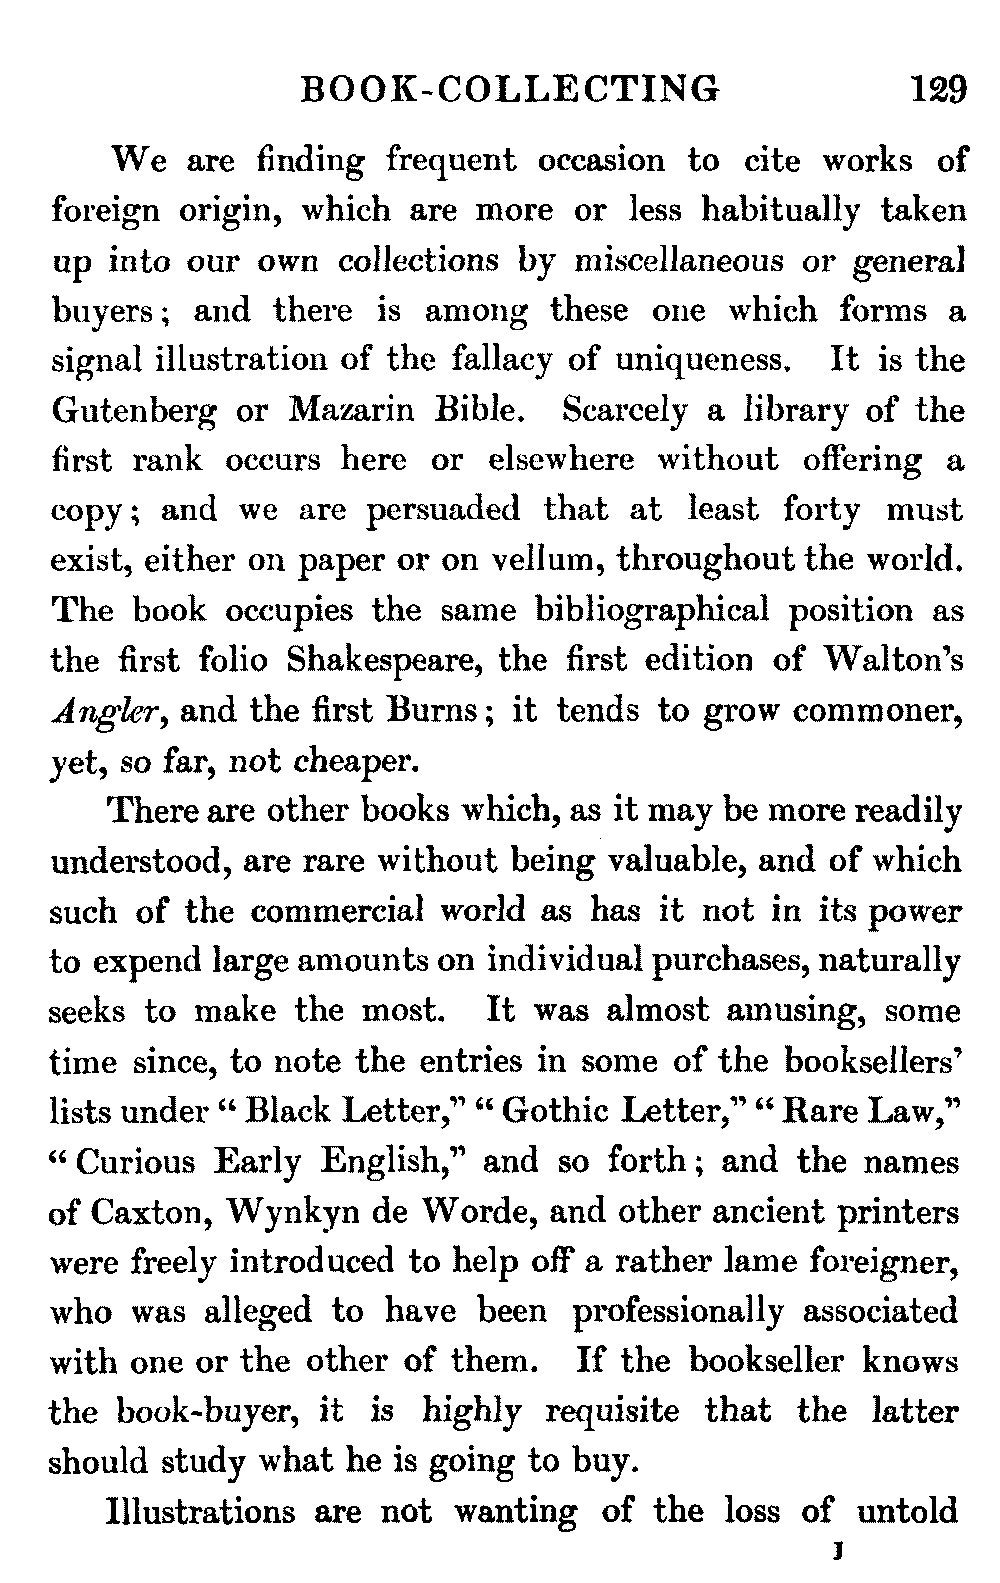 BOOK-COLLECTING 129
We are finding frequent occasion to cite works of
foreign origin, which are more or less habitually taken
up into our own collections by miscellaneous or general
buyers; and there is among these one which forms a
signal illustration of the fallacy of uniqueness. It is the
Gutenberg or Mazarin Bible. Scarcely a library of the
first rank occurs here or elsewhere without offering a
copy; and we are persuaded that at least forty must
exist, either on paper or on vellum, throughout the world.
The book occupies the same bibliographical position as
the first folio Shakespeare, the first edition of Walton's
Angler, and the first Burns; it tends to grow commoner,
yet, so far, not cheaper.
There are other books which, as it may be more readily
understood, are rare without being valuable, and of which
such of the commercial world as has it not in its power
to expend large amounts on individual purchases, naturally
seeks to make the most. It was almost amusing, some
time since, to note the entries in some of the booksellers'
lists under “Black Letter,” “Gothic Letter,” “Rare Law,”
“Curious Early English,” and so forth; and the names
of Caxton, Wynkyn de Worde, and other ancient printers
were freely introduced to help off a rather lame foreigner,
who was alleged to have been professionally associated
with one or the other of them. If the bookseller knows
the book-buyer, it is highly requisite that the latter
should study what he is going to buy.
Illustrations are not wanting of the loss of untold
J